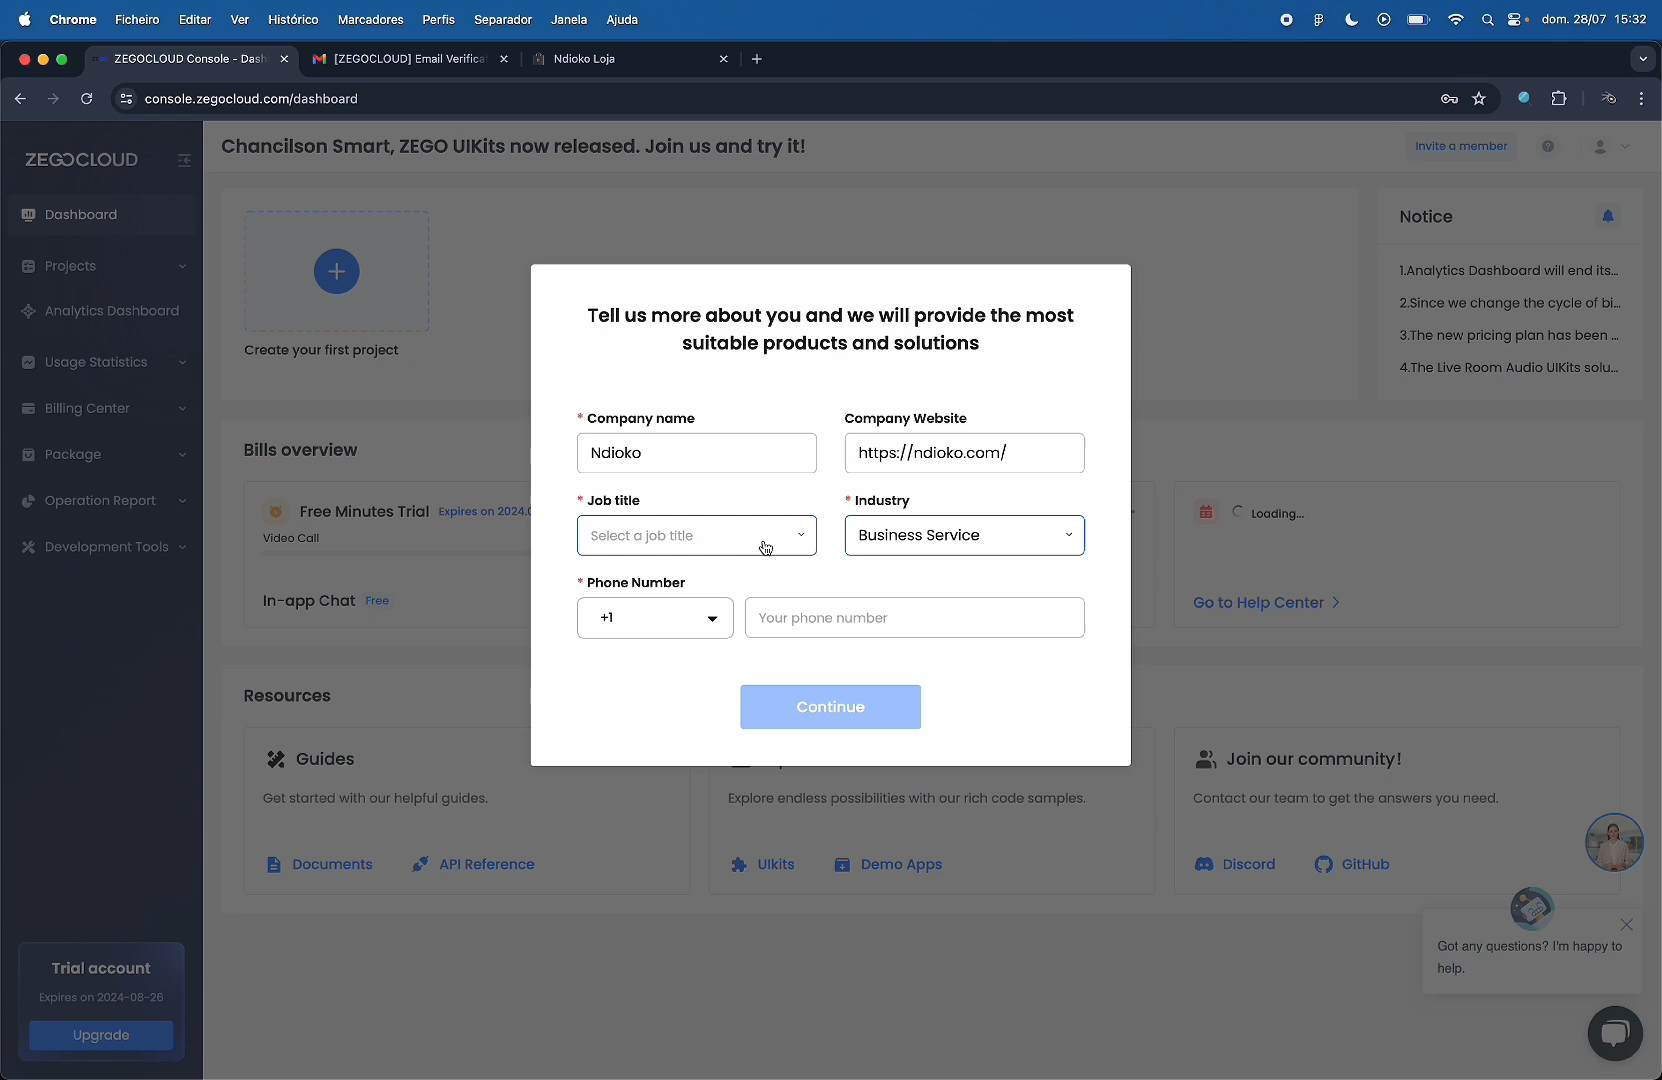 Chrome Ficheiro Editar Ver Histórico Marcadores Perfis Separador Janela Ajuda dom. 28/07 15:32
ZEGOCLOUD Console - Dash [ZEGOCLOUD] Email Verifica Ndioko Loja
console.zegocloud.com/dashboard
ZEGOCLOUD
Chancilson Smart, ZEGO UIKits now released. Join us and try it!
Invite a member
Dashboard
Projects
Analytics Dashboard
Usage Statistics
Billing Center
Package
Operation Report
Development Tools
Trial account
Expires on 2024-08-26
Upgrade
Create your first project
Notice
1.Analytics Dashboard will end its...
2.Since we change the cycle of bi...
3.The new pricing plan has been ...
4.The Live Room Audio UIKits solu...
Bills overview
Free Minutes Trial Expires on 2024.0
Video Call
In-app Chat Free
Loading...
Go to Help Center
Tell us more about you and we will provide the most
suitable products and solutions
* Company name Company Website
Ndioko https://ndioko.com/
* Job title * Industry
Select a job title Business Service
* Phone Number
+1 Your phone number
Continue
Resources
Guides
Get started with our helpful guides.
Documents API Reference
Explore endless possibilities with our rich code samples.
UIkits Demo Apps
Join our community!
Contact our team to get the answers you need.
Discord GitHub
Got any questions? I'm happy to
help.